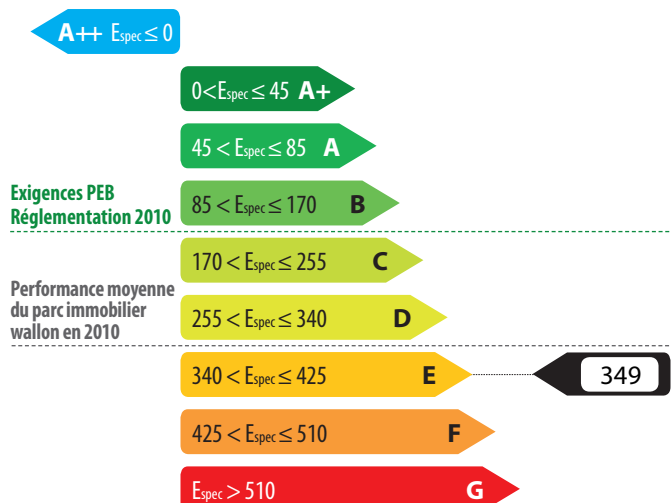 A++ Espec ≤ 0
0<Espec ≤ 45 A+
45 < Espec ≤ 85 A
Exigences PEB
Réglementation 2010
85 < Espec ≤ 170 B
170 < Espec ≤ 255 C
Performance moyenne
du parc immobilier
wallon en 2010
255 < Espec ≤ 340 D
340 < Espec ≤ 425 E
349
425 < Espec ≤ 510 F
Espec > 510 G